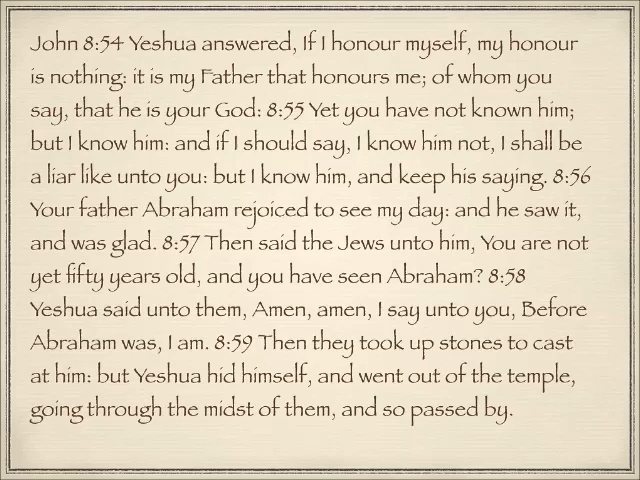 John 8:54 Yeshua answered, If I honour myself, my honour
is nothing: it is my Father that honours me; of whom you
say, that he is your God: 8:55 Yet you have not known him;
but I know him: and if I should say, I know him not, I shall be
a liar like unto you: but I know him, and keep his saying. 8:56
Your father Abraham rejoiced to see my day: and he saw it,
and was glad. 8:57 Then said the Jews unto him, You are not
yet fifty years old, and you have seen Abraham? 8:58
Yeshua said unto them, Amen, amen, I say unto you, Before
Abraham was, I am. 8:59 Then they took up stones to cast
at him: but Yeshua hid himself, and went out of the temple,
going through the midst of them, and so passed by.